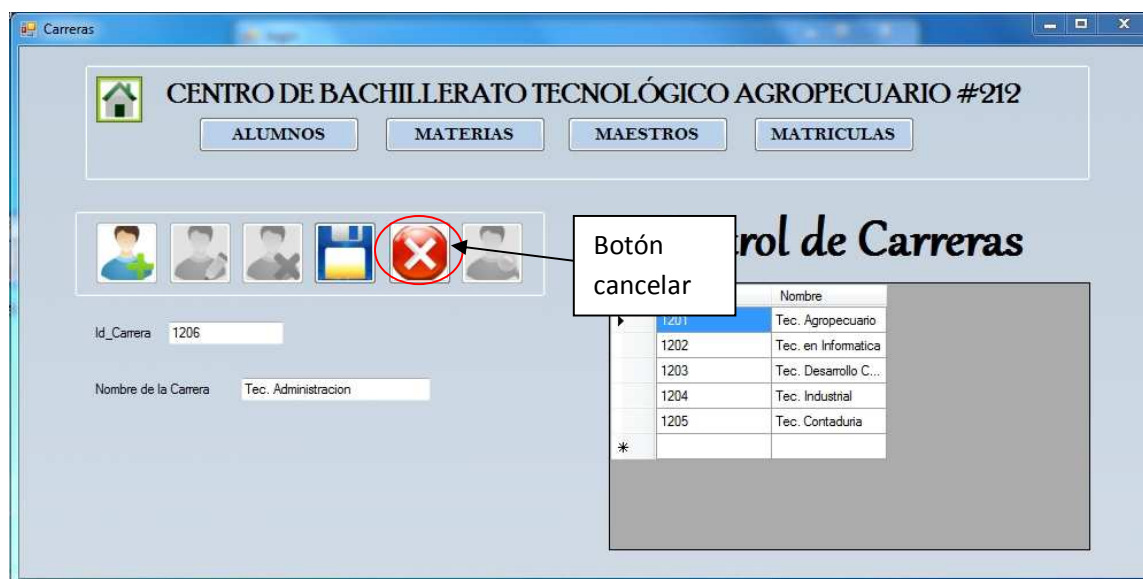 Carreras
CENTRO DE BACHILLERATO TECNOLÓGICO AGROPECUARIO #212
ALUMNOS MATERIAS MAESTROS MATRICULAS
Botón
cancelar
rol de Carreras
Nombre
1201 Tec. Agropecuario
1202 Tec. en Informatica
1203 Tec. Desarrollo C...
1204 Tec. Industrial
1205 Tec. Contaduria
Id_Carrera 1206
Nombre de la Carrera Tec. Administracion